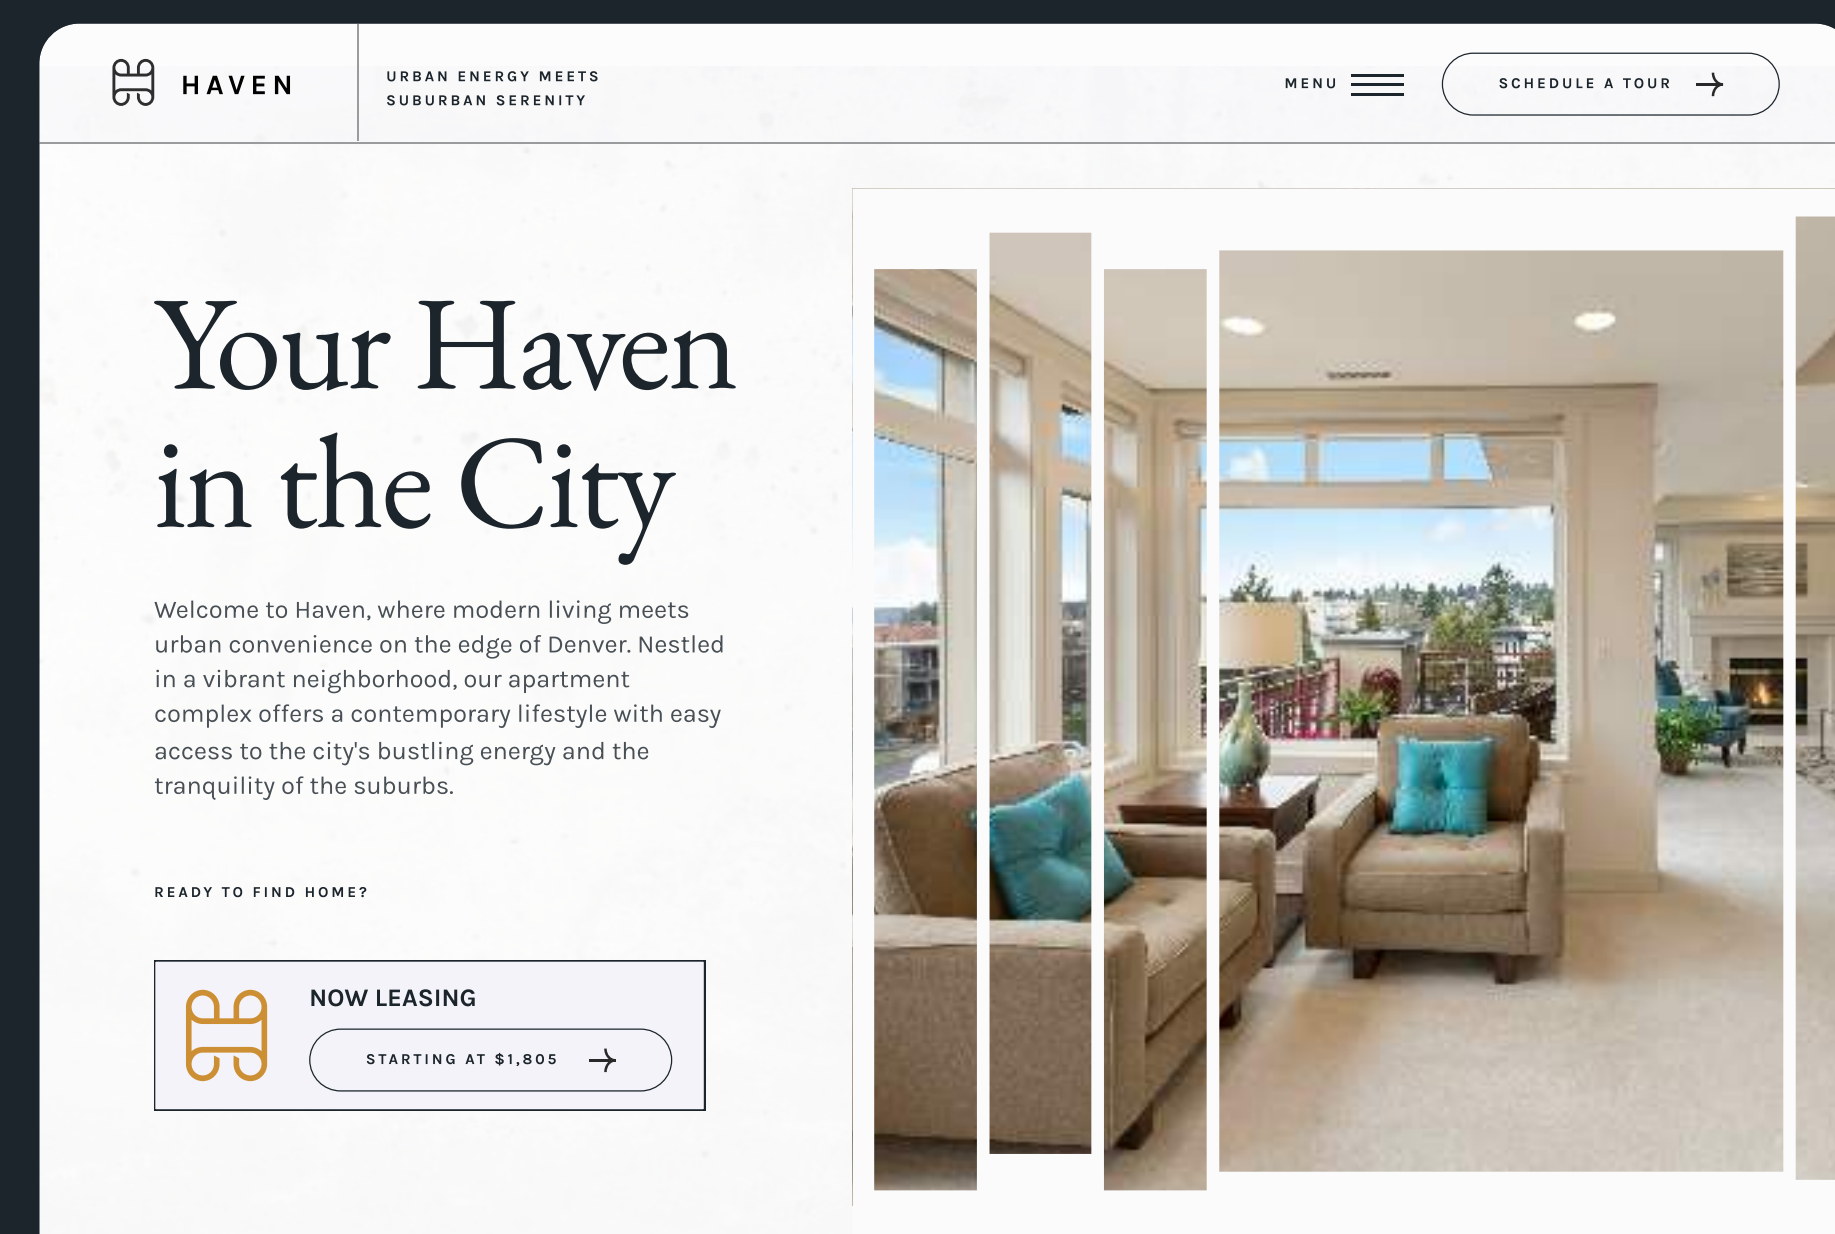 HAVEN
URBAN ENERGY MEETS
SUBURBAN SERENITY
MENU
SCHEDULE A TOUR
Your Haven
in the City
Welcome to Haven, where modern living meets
urban convenience on the edge of Denver. Nestled
in a vibrant neighborhood, our apartment
complex offers a contemporary lifestyle with easy
access to the city's bustling energy and the
tranquility of the suburbs.
READY TO FIND HOME?
NOW LEASING
STARTING AT $1,805